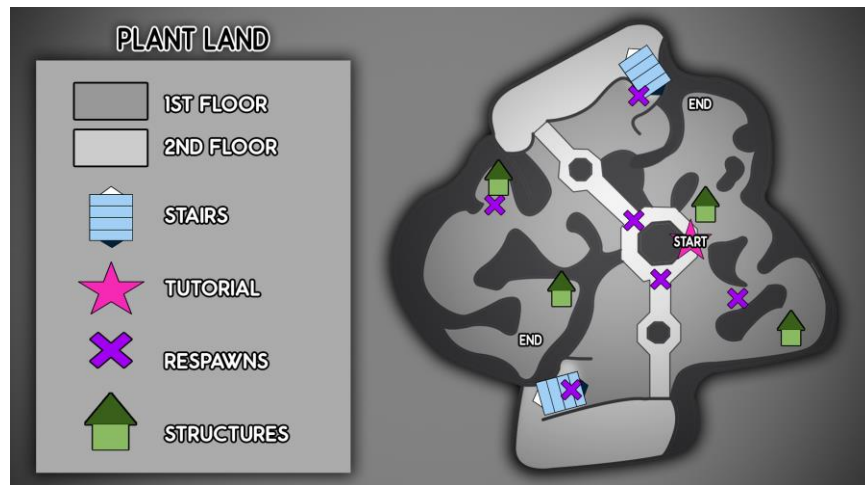 PLANT LAND
1ST FLOOR
2ND FLOOR
STAIRS
TUTORIAL
RESPAWNS
STRUCTURES
END
START
END